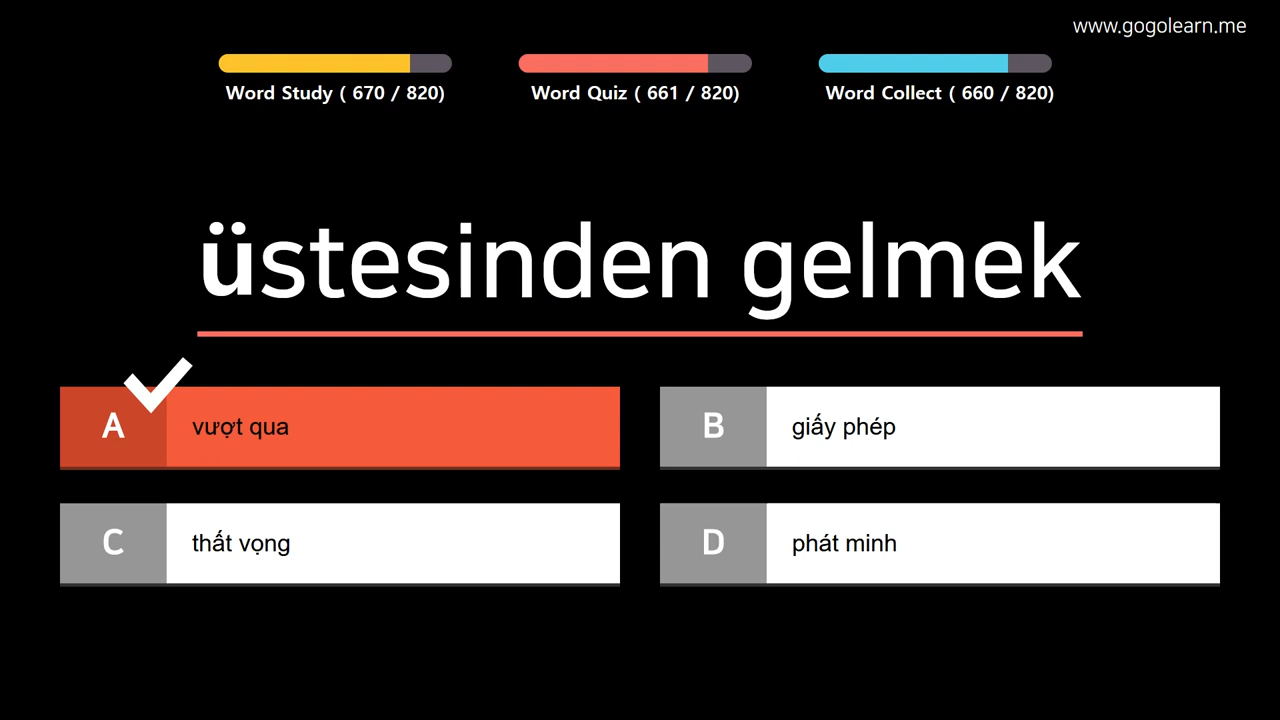 www.gogolearn.me
Word Study ( 670 / 820)
Word Quiz ( 661 / 820)
Word Collect ( 660 / 820)
üstesinden gelmek
A vượt qua
B giấy phép
C thất vọng
D phát minh